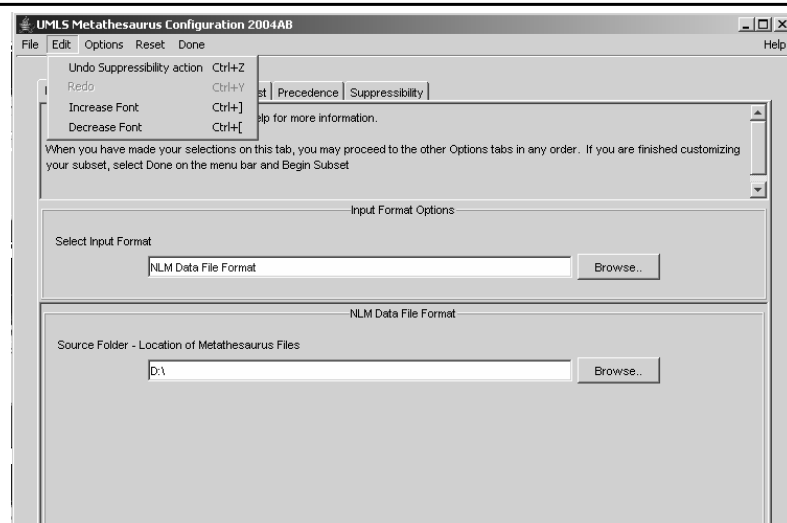 UMLS Metathesaurus Configuration 2004AB
File Edit Options Reset Done Help
Undo Suppressibility action Ctrl+Z
Redo Ctrl+Y
Increase Font Ctrl+]
Decrease Font Ctrl+[
st Precedence Suppressibility
elp for more information.
When you have made your selections on this tab, you may proceed to the other Options tabs in any order. If you are finished customizing
your subset, select Done on the menu bar and Begin Subset
Input Format Options
Select Input Format
NLM Data File Format Browse..
NLM Data File Format
Source Folder - Location of Metathesaurus Files
D:\ Browse..